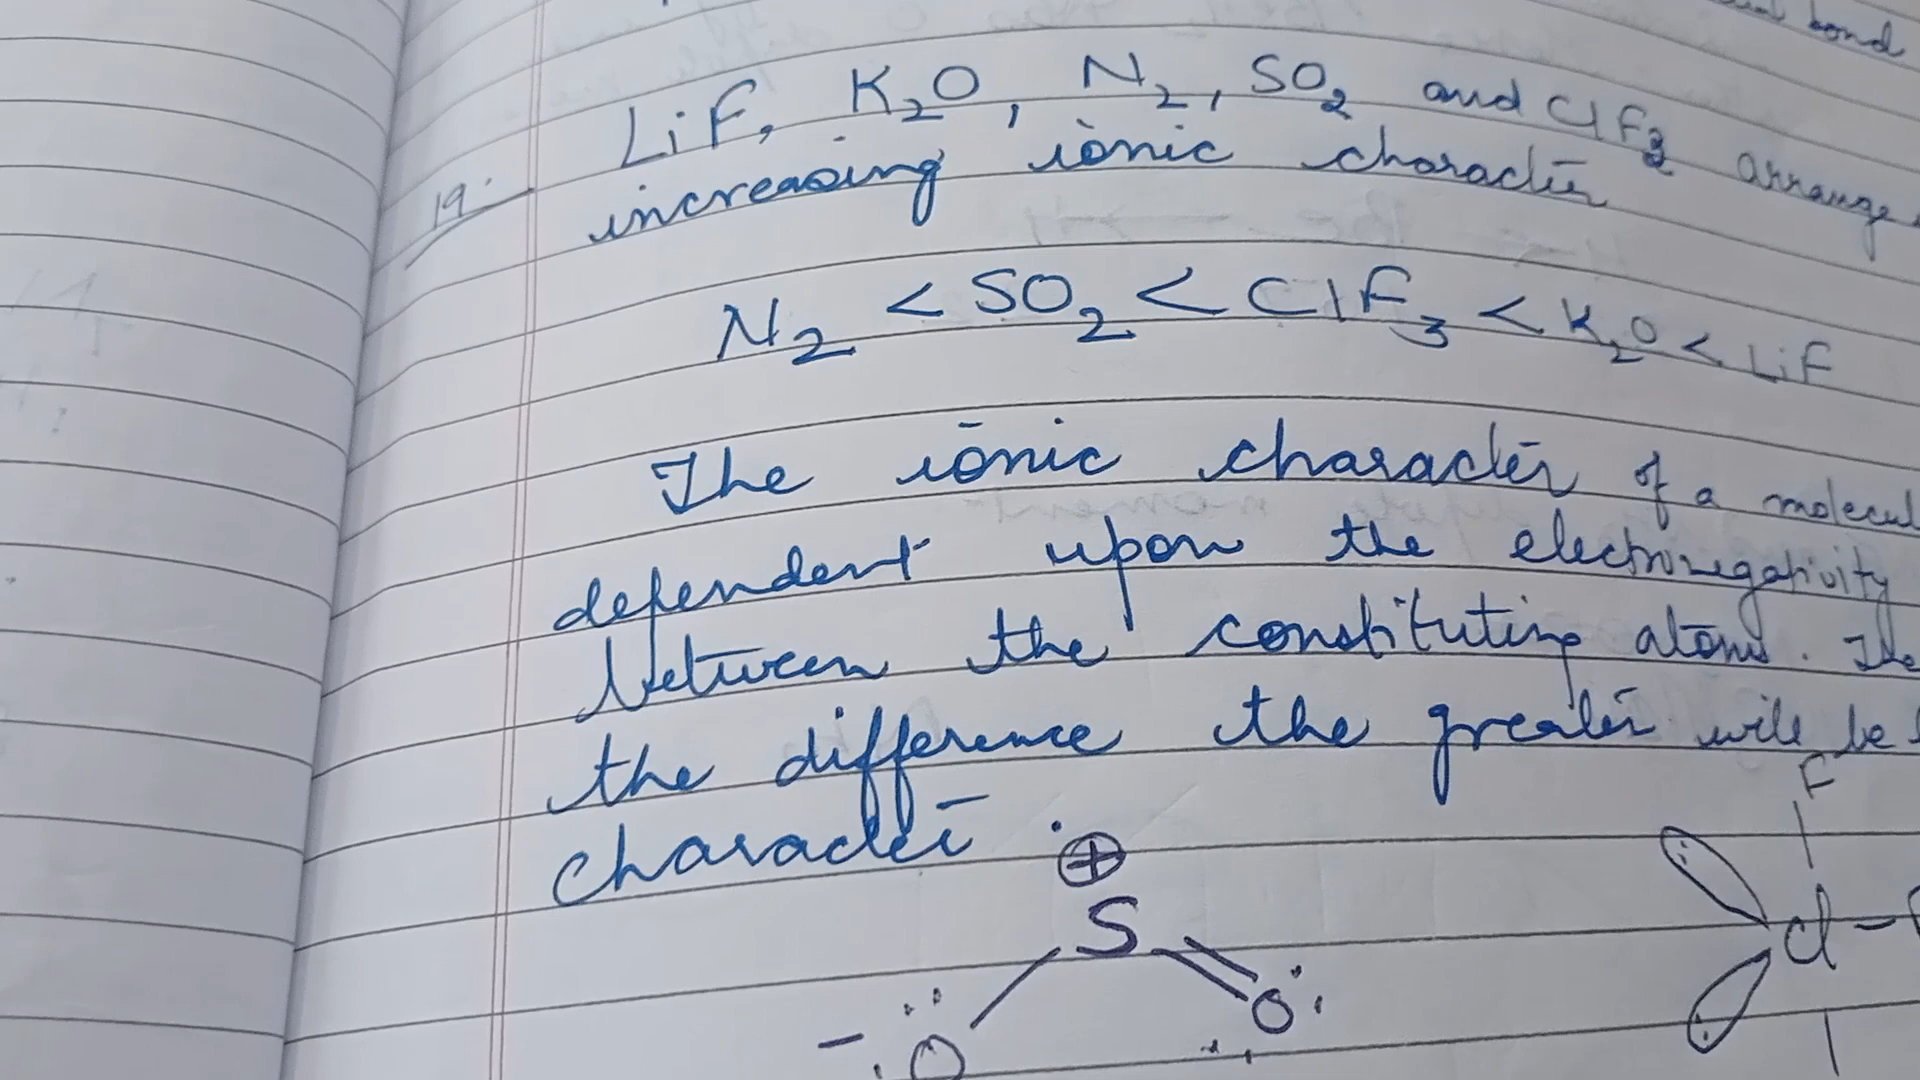 bond
LiF, K₂O, N₂, SO₂ and ClF₃ arrange
19. increasing ionic character
N₂ < SO₂ < ClF₃ < K₂O < LiF
The ionic character of a molecul
dependent upon the electronegativity
between the constituting atoms. The
the difference the greater will be
character
F
⊕
S
Cl-
- O O